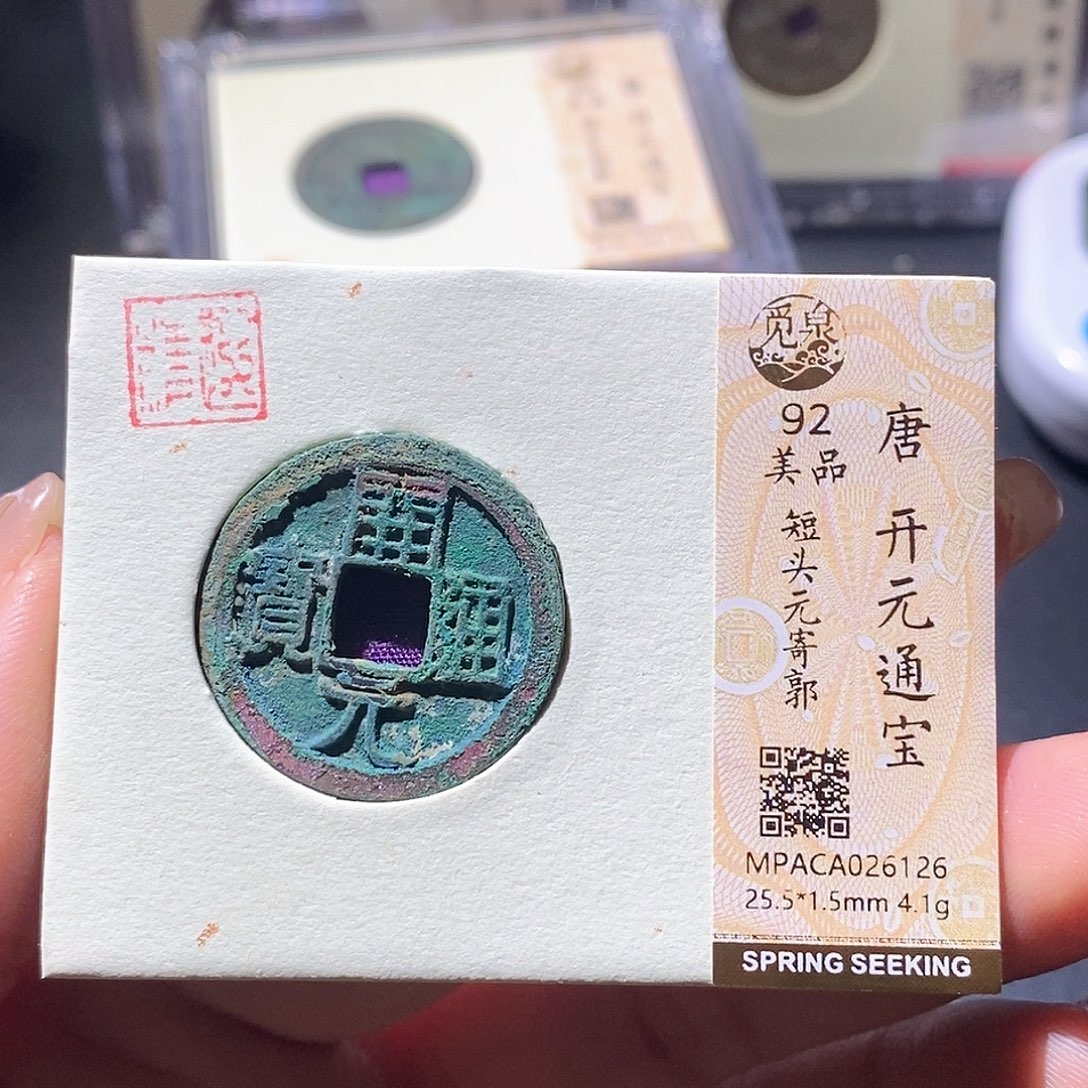 開元通寶
觅泉
唐 开元通宝
92
美品
短头元寄郭
MPACA026126
25.5*1.5mm 4.1g
SPRING SEEKING